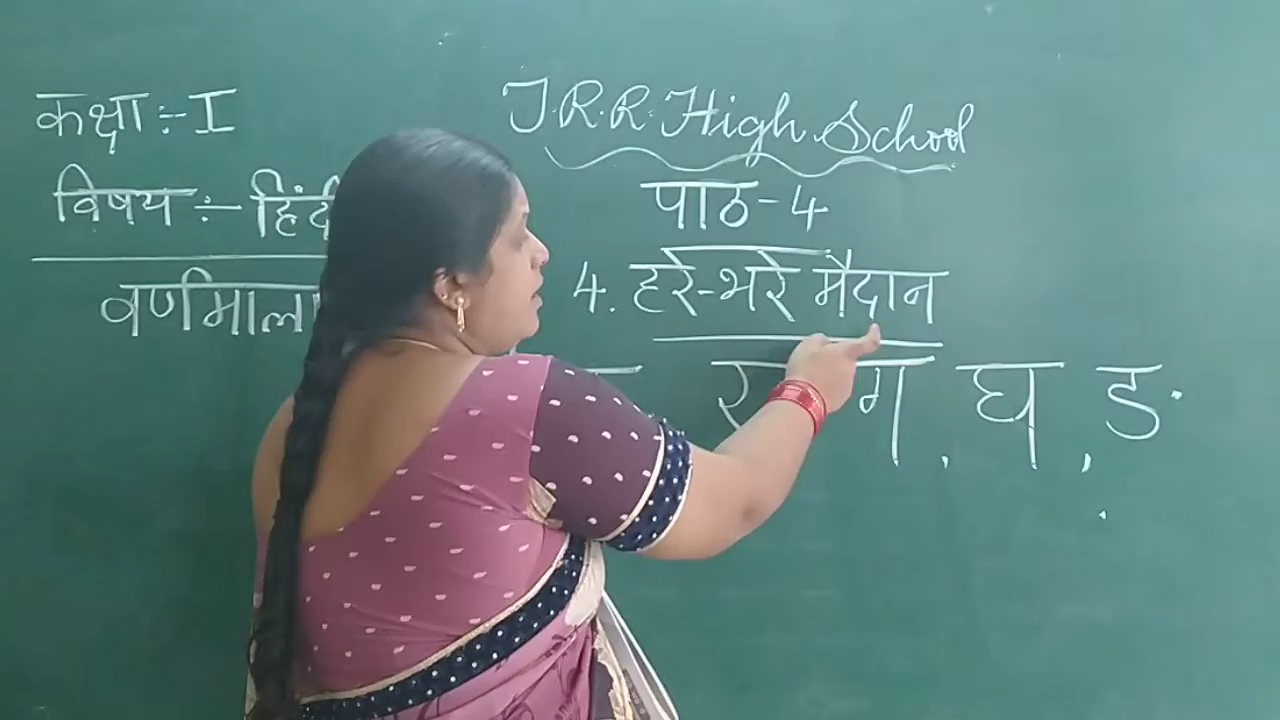 कक्षा :- I
J.R.R. High School
विषय :- हिंदी
पाठ - 4
वर्णमाला
4. हरे-भरे मैदान
ग, घ, ङ